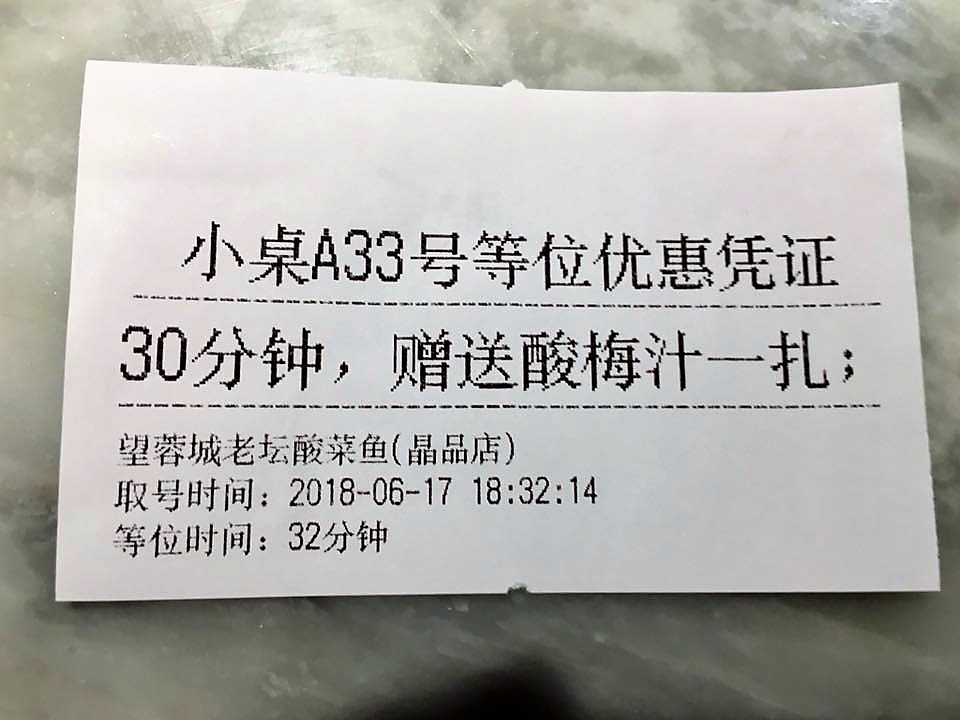 小桌A33号等位优惠凭证
30分钟，赠送酸梅汁一扎；
望蓉城老坛酸菜鱼(晶品店)
取号时间：2018-06-17 18:32:14
等位时间：32分钟